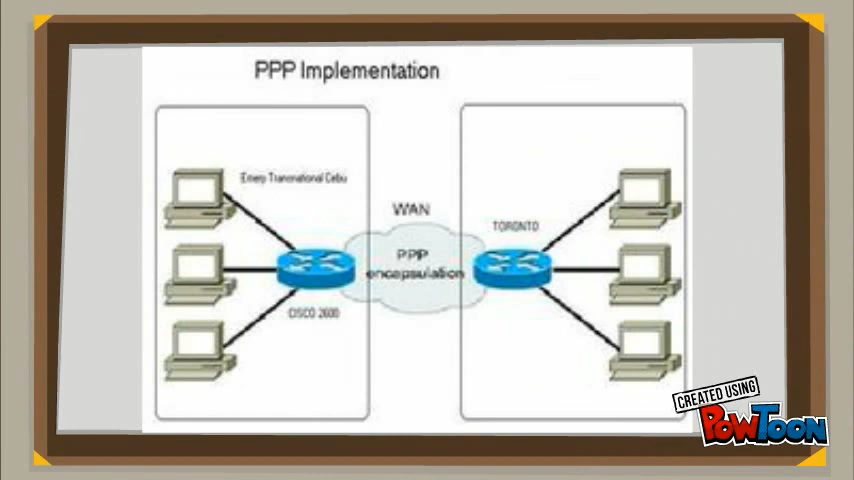 PPP Implementation
Emery Transnational Cebu
WAN
TORONTO
PPP
encapsulation
CISCO 2600
CREATED USING
POWTOON